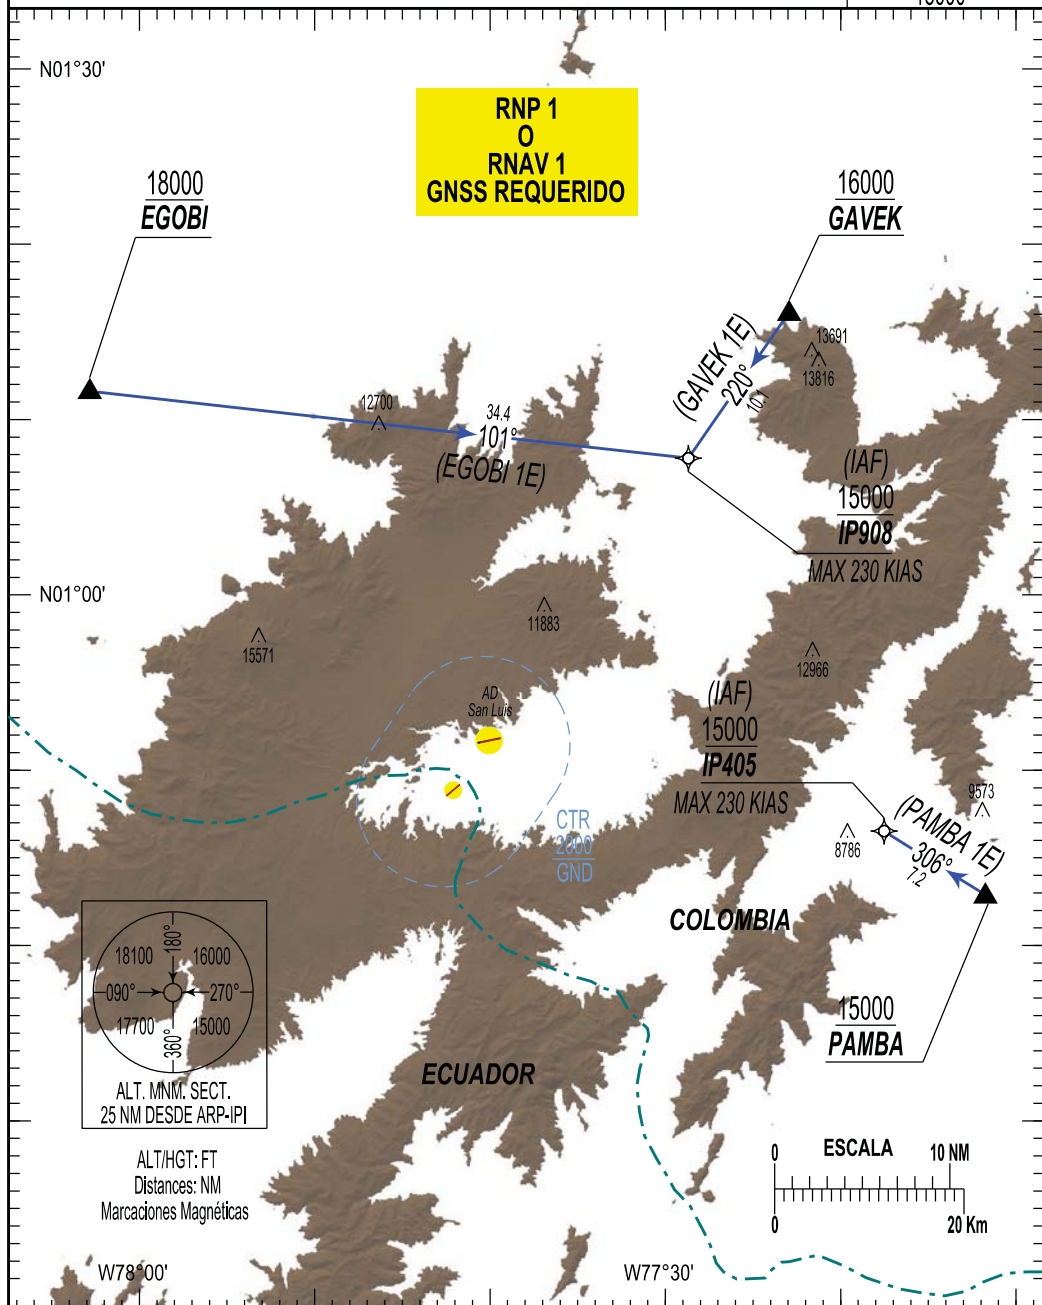 N01°30'
RNP 1
O
RNAV 1
GNSS REQUERIDO
18000
EGOBI
16000
GAVEK
(GAVEK 1E)
220°
10.1
13691
13816
12700
34.4
101°
(EGOBI 1E)
(IAF)
15000
IP908
MAX 230 KIAS
N01°00'
11883
15571
12966
AD
San Luis
(IAF)
15000
IP405
MAX 230 KIAS
9573
(PAMBA 1E)
306°
7.2
8786
CTR
2000
GND
COLOMBIA
180°
18100
16000
090°
270°
17700
15000
360°
ALT. MNM. SECT.
25 NM DESDE ARP-IPI
15000
PAMBA
ECUADOR
ALT/HGT: FT
Distances: NM
Marcaciones Magnéticas
0
ESCALA
10 NM
0
20 Km
W78°00'
W77°30'